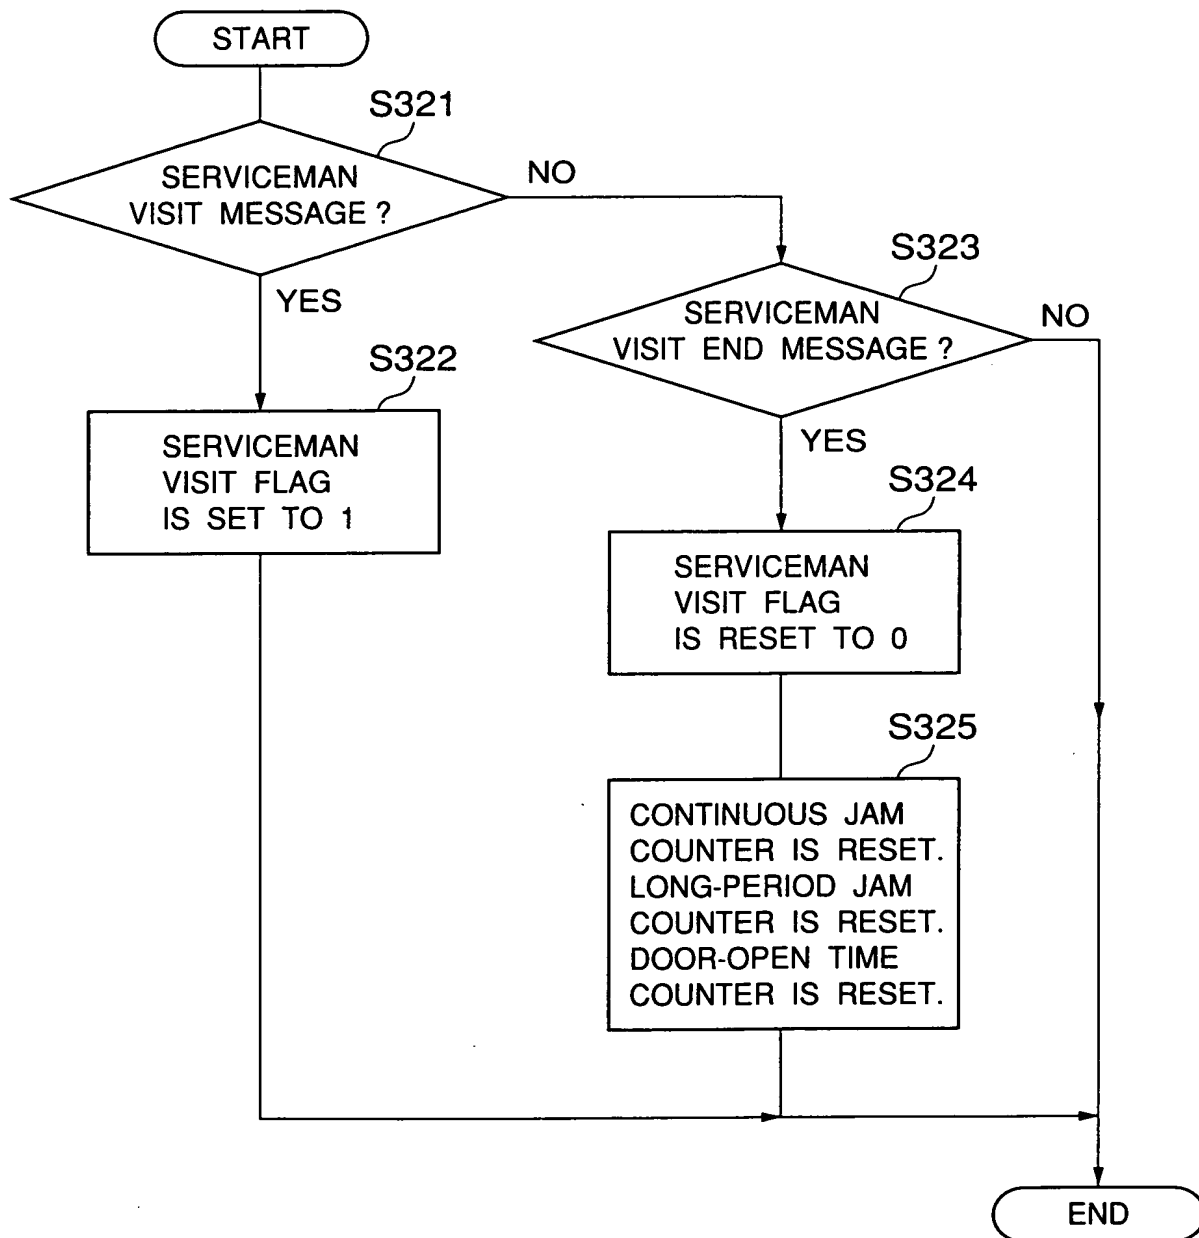 START
S321
SERVICEMAN
VISIT MESSAGE ?
NO
YES
S323
SERVICEMAN
VISIT END MESSAGE ?
NO
YES
S322
SERVICEMAN
VISIT FLAG
IS SET TO 1
S324
SERVICEMAN
VISIT FLAG
IS RESET TO 0
S325
CONTINUOUS JAM
COUNTER IS RESET.
LONG-PERIOD JAM
COUNTER IS RESET.
DOOR-OPEN TIME
COUNTER IS RESET.
END